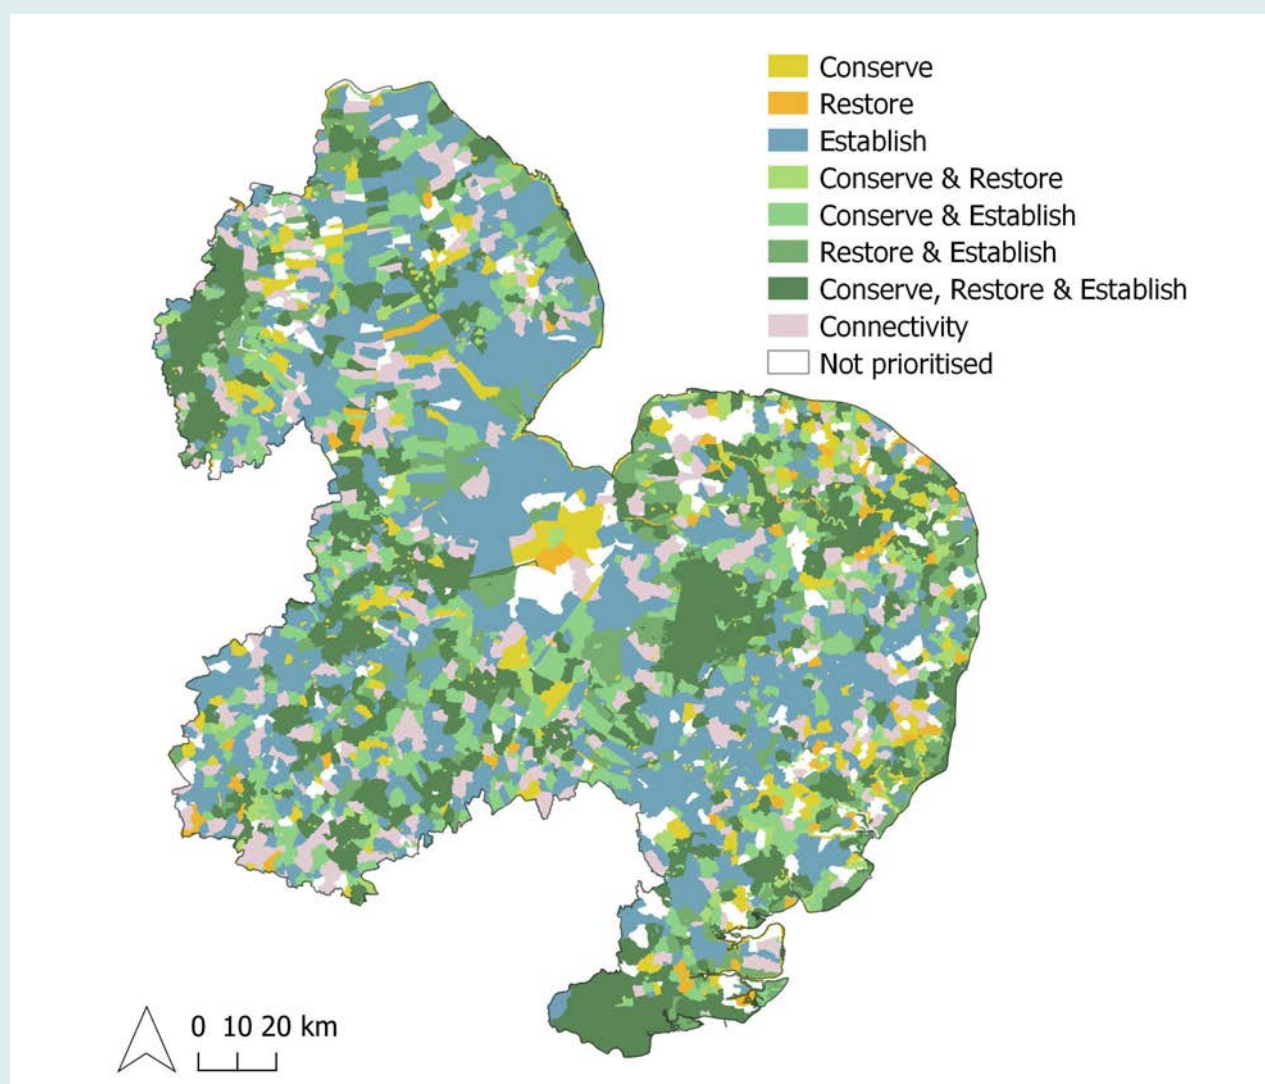 Conserve
Restore
Establish
Conserve & Restore
Conserve & Establish
Restore & Establish
Conserve, Restore & Establish
Connectivity
Not prioritised
0 10 20 km